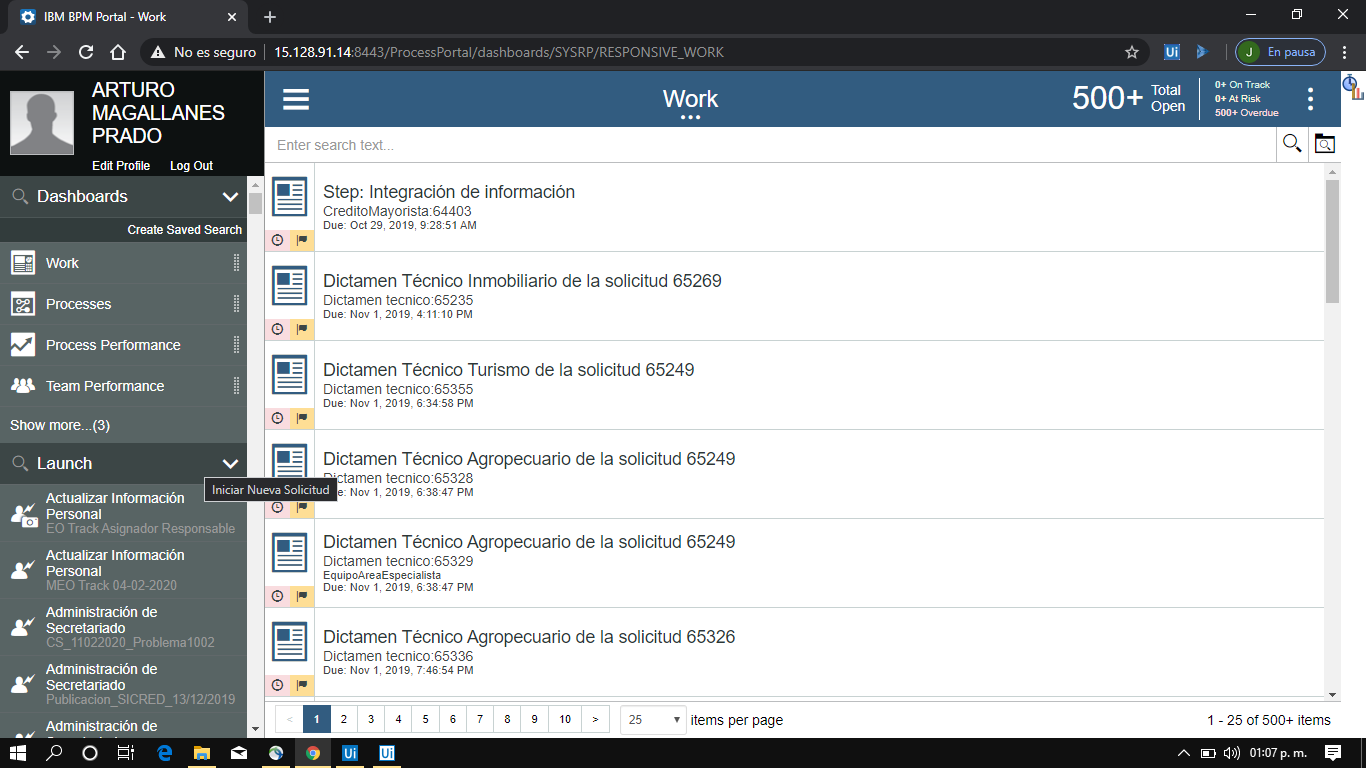 IBM BPM Portal - Work
No es seguro
15.128.91.14:8443/ProcessPortal/dashboards/SYSRP/RESPONSIVE_WORK
Ui
J
En pausa
ARTURO
MAGALLANES
PRADO
Edit Profile
Log Out
Work
500+
Total
Open
0+ On Track
0+ At Risk
500+ Overdue
Enter search text...
Dashboards
Create Saved Search
Work
Processes
Process Performance
Team Performance
Show more...(3)
Launch
Iniciar Nueva Solicitud
Actualizar Información
Personal
EO Track Asignador Responsable
Actualizar Información
Personal
MEO Track 04-02-2020
Administración de
Secretariado
CS_11022020_Problema1002
Administración de
Secretariado
Publicacion_SICRED_13/12/2019
Administración de
Step: Integración de información
CreditoMayorista:64403
Due: Oct 29, 2019, 9:28:51 AM
Dictamen Técnico Inmobiliario de la solicitud 65269
Dictamen tecnico:65235
Due: Nov 1, 2019, 4:11:10 PM
Dictamen Técnico Turismo de la solicitud 65249
Dictamen tecnico:65355
Due: Nov 1, 2019, 6:34:58 PM
Dictamen Técnico Agropecuario de la solicitud 65249
Dictamen tecnico:65328
Due: Nov 1, 2019, 6:38:47 PM
Dictamen Técnico Agropecuario de la solicitud 65249
Dictamen tecnico:65329
EquipoAreaEspecialista
Due: Nov 1, 2019, 6:38:47 PM
Dictamen Técnico Agropecuario de la solicitud 65326
Dictamen tecnico:65336
Due: Nov 1, 2019, 7:46:54 PM
< 1 2 3 4 5 6 7 8 9 10 >
25
items per page
1 - 25 of 500+ items
Ui
Ui
01:07 p. m.